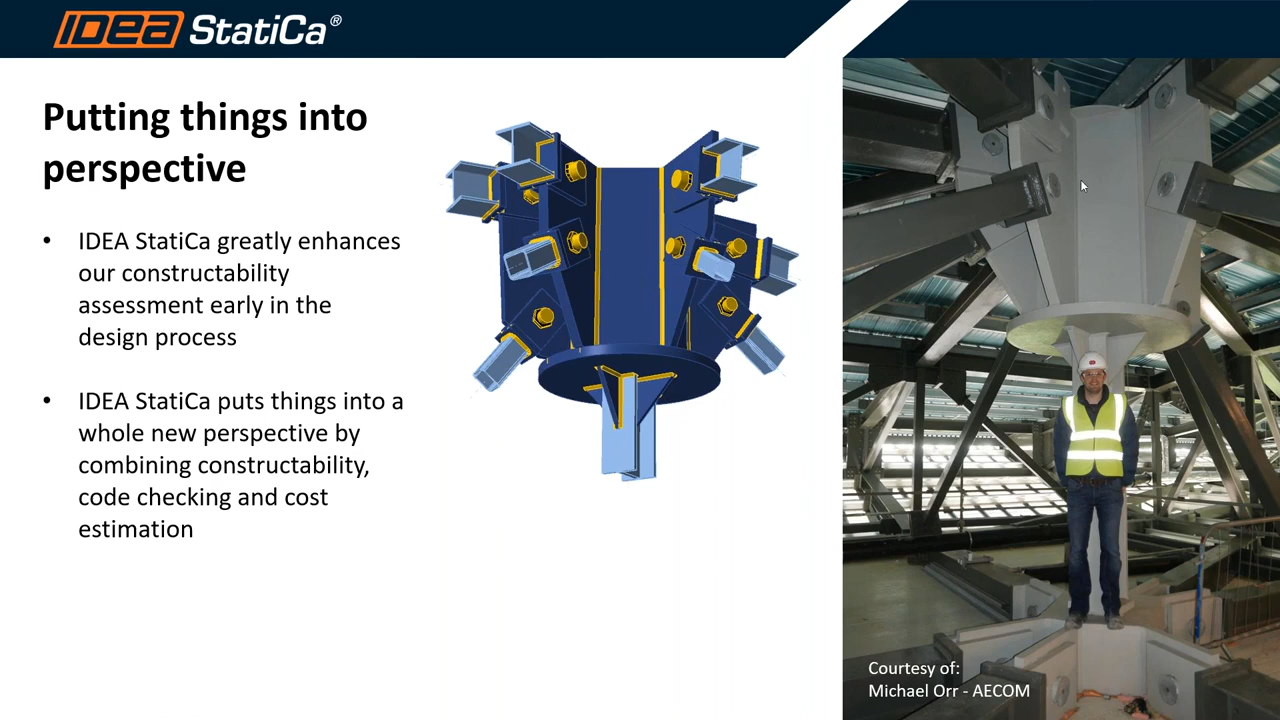 IDEA StatiCa®
Putting things into
perspective
• IDEA StatiCa greatly enhances
our constructability
assessment early in the
design process
• IDEA StatiCa puts things into a
whole new perspective by
combining constructability,
code checking and cost
estimation
Courtesy of:
Michael Orr - AECOM